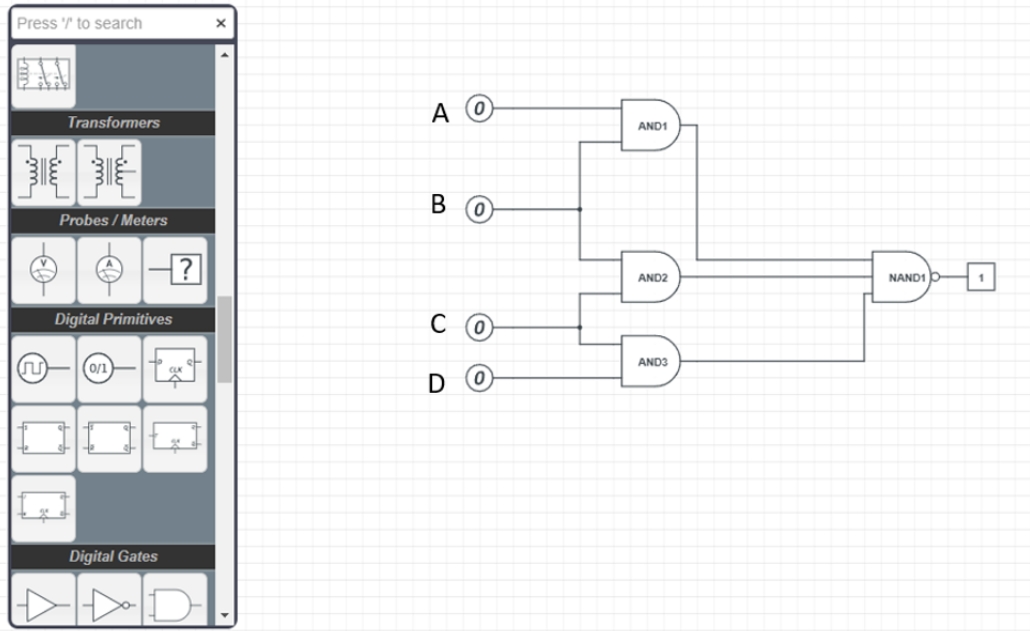 Press '/' to search ×
Transformers
Probes / Meters
V
A
?
Digital Primitives
0/1
D Q
CLK
Digital Gates
A 0
AND1
B 0
AND2
NAND1
1
C 0
AND3
D 0